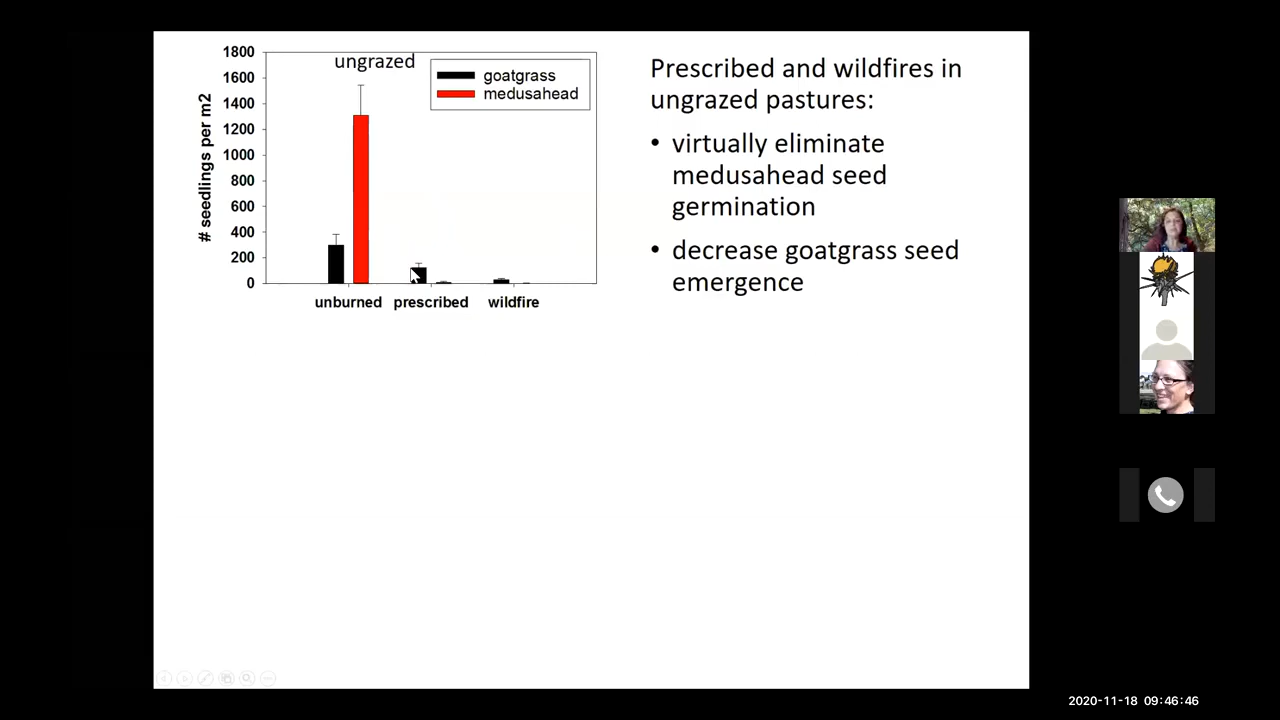 1800
1600
1400
1200
1000
800
600
400
200
0
# seedlings per m2
ungrazed
goatgrass
medusahead
unburned prescribed wildfire
Prescribed and wildfires in
ungrazed pastures:
• virtually eliminate
medusahead seed
germination
• decrease goatgrass seed
emergence
2020-11-18 09:46:46